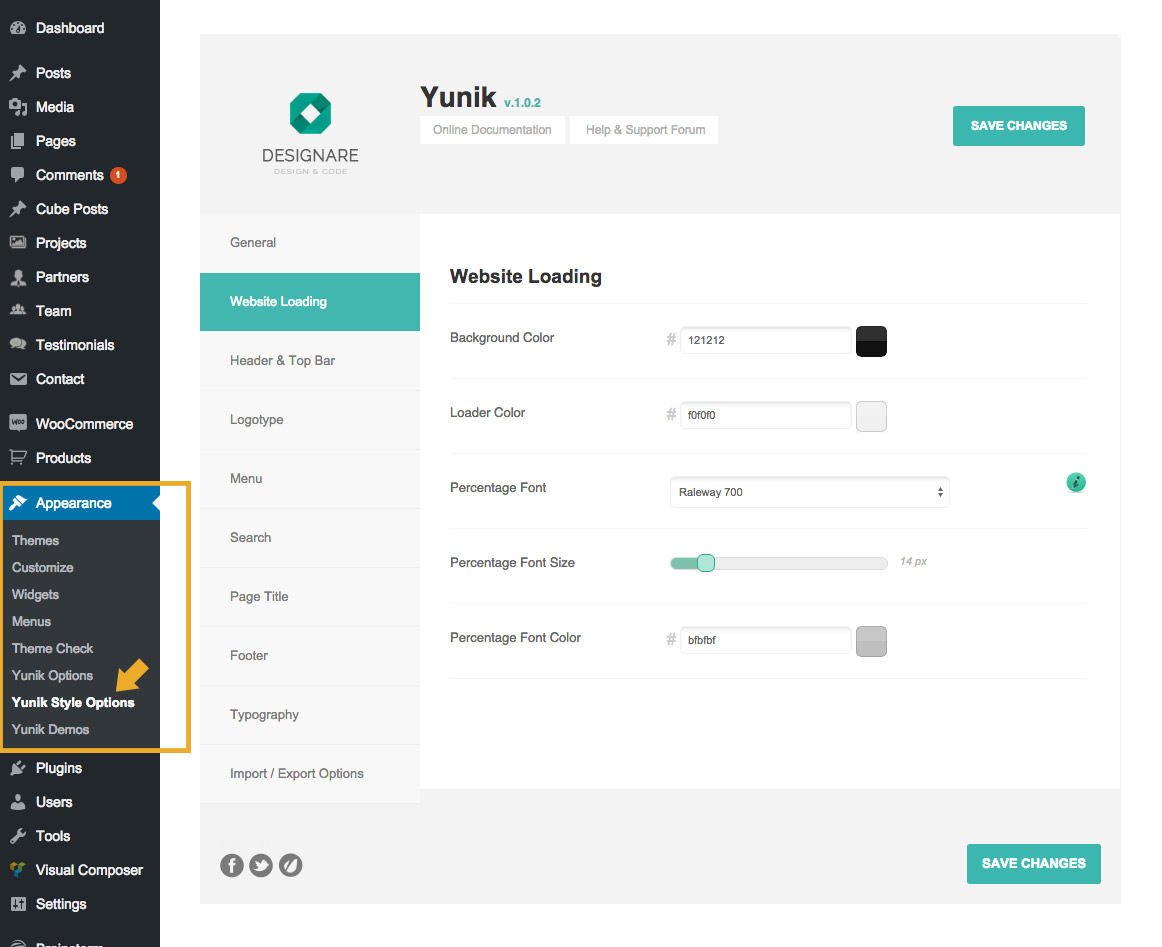 Dashboard
Posts
Media
Pages
Comments 1
Cube Posts
Projects
Partners
Team
Testimonials
Contact
WOO WooCommerce
Products
Appearance
Themes
Customize
Widgets
Menus
Theme Check
Yunik Options
Yunik Style Options
Yunik Demos
Plugins
Users
Tools
Visual Composer
Settings
DESIGNARE
DESIGN & CODE
Yunik v.1.0.2
Online Documentation
Help & Support Forum
SAVE CHANGES
General
Website Loading
Header & Top Bar
Logotype
Menu
Search
Page Title
Footer
Typography
Import / Export Options
Website Loading
Background Color # 121212
Loader Color # f0f0f0
Percentage Font Raleway 700 i
Percentage Font Size 14 px
Percentage Font Color # bfbfbf
SAVE CHANGES